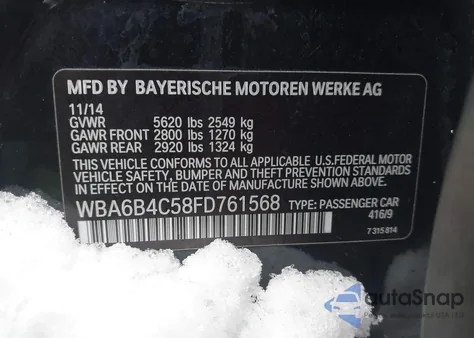 MFD BY BAYERISCHE MOTOREN WERKE AG
11/14
GVWR 5620 lbs 2549 kg
GAWR FRONT 2800 lbs 1270 kg
GAWR REAR 2920 lbs 1324 kg
THIS VEHICLE CONFORMS TO ALL APPLICABLE U.S.FEDERAL MOTOR
VEHICLE SAFETY, BUMPER, AND THEFT PREVENTION STANDARDS
IN EFFECT ON THE DATE OF MANUFACTURE SHOWN ABOVE.
WBA6B4C58FD761568 TYPE: PASSENGER CAR
416/9
7315814
autaSnap